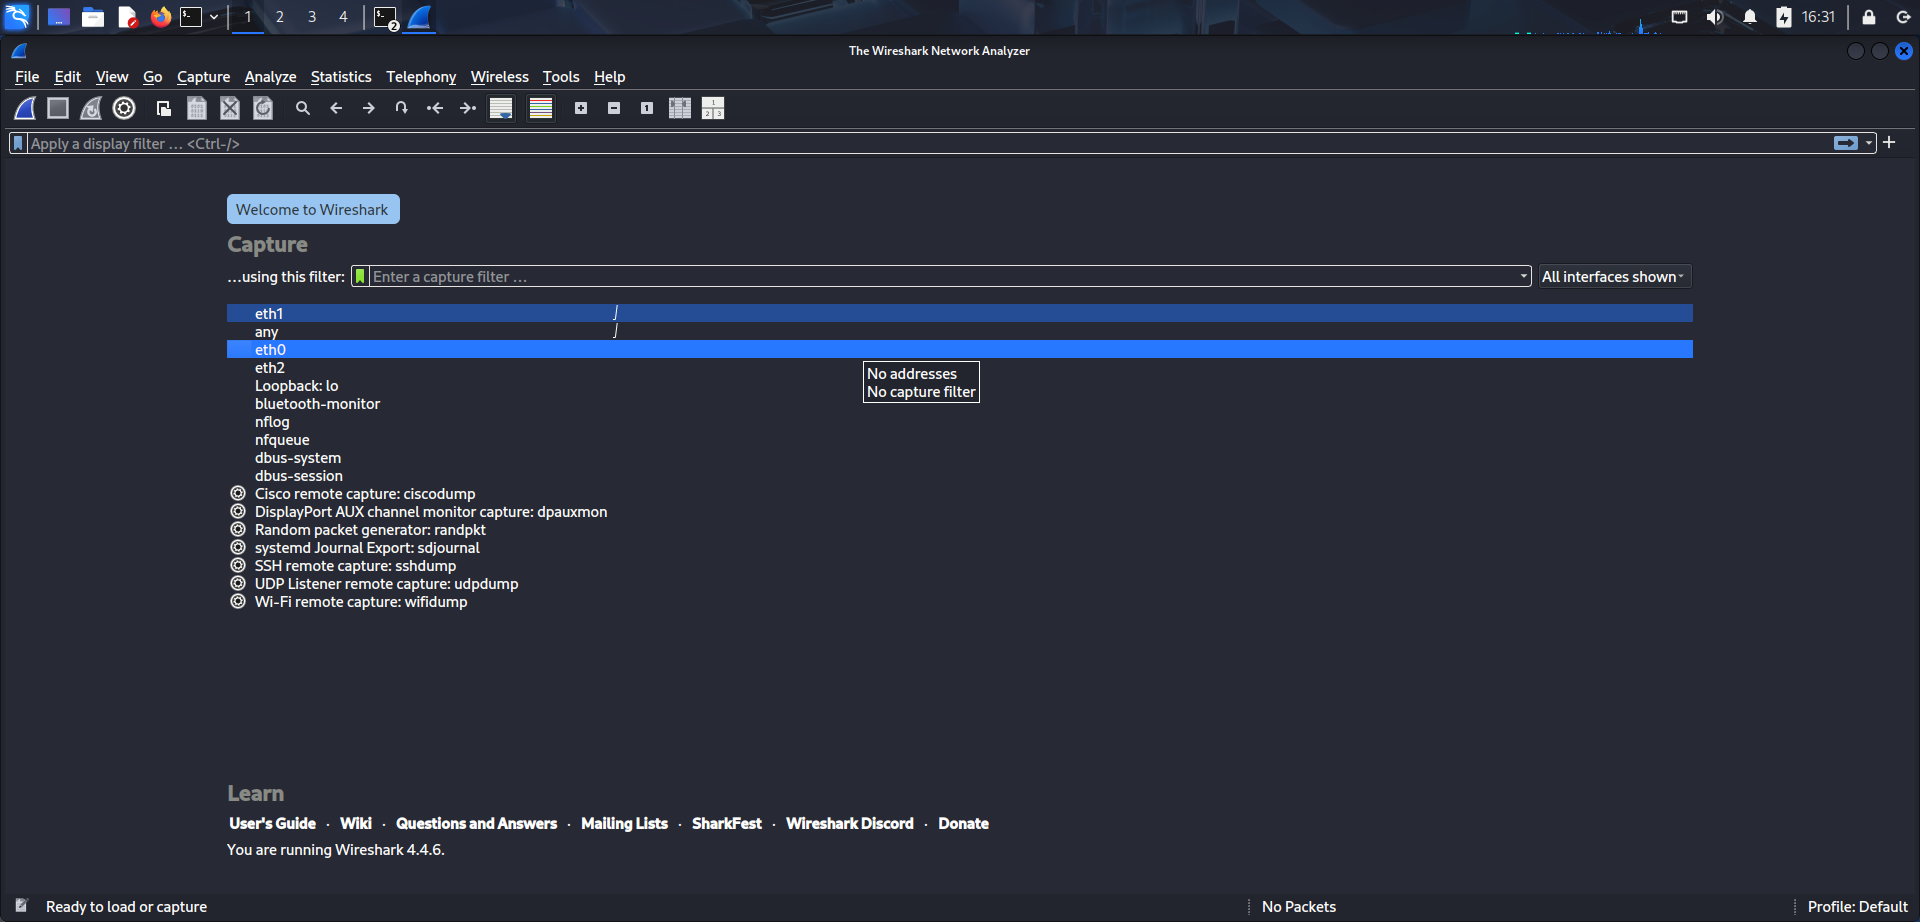 1 2 3 4 2 16:31
The Wireshark Network Analyzer
File Edit View Go Capture Analyze Statistics Telephony Wireless Tools Help
Apply a display filter … <Ctrl-/>
Welcome to Wireshark
Capture
…using this filter: Enter a capture filter … All interfaces shown
eth1
any
eth0
eth2
No addresses
Loopback: lo
No capture filter
bluetooth-monitor
nflog
nfqueue
dbus-system
dbus-session
Cisco remote capture: ciscodump
DisplayPort AUX channel monitor capture: dpauxmon
Random packet generator: randpkt
systemd Journal Export: sdjournal
SSH remote capture: sshdump
UDP Listener remote capture: udpdump
Wi-Fi remote capture: wifidump
Learn
User's Guide · Wiki · Questions and Answers · Mailing Lists · SharkFest · Wireshark Discord · Donate
You are running Wireshark 4.4.6.
Ready to load or capture No Packets Profile: Default